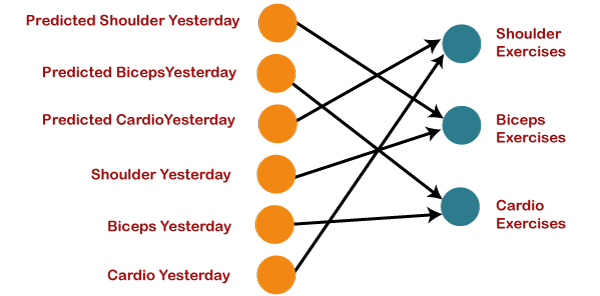 Predicted Shoulder Yesterday
Predicted BicepsYesterday
Predicted CardioYesterday
Shoulder Yesterday
Biceps Yesterday
Cardio Yesterday
Shoulder
Exercises
Biceps
Exercises
Cardio
Exercises